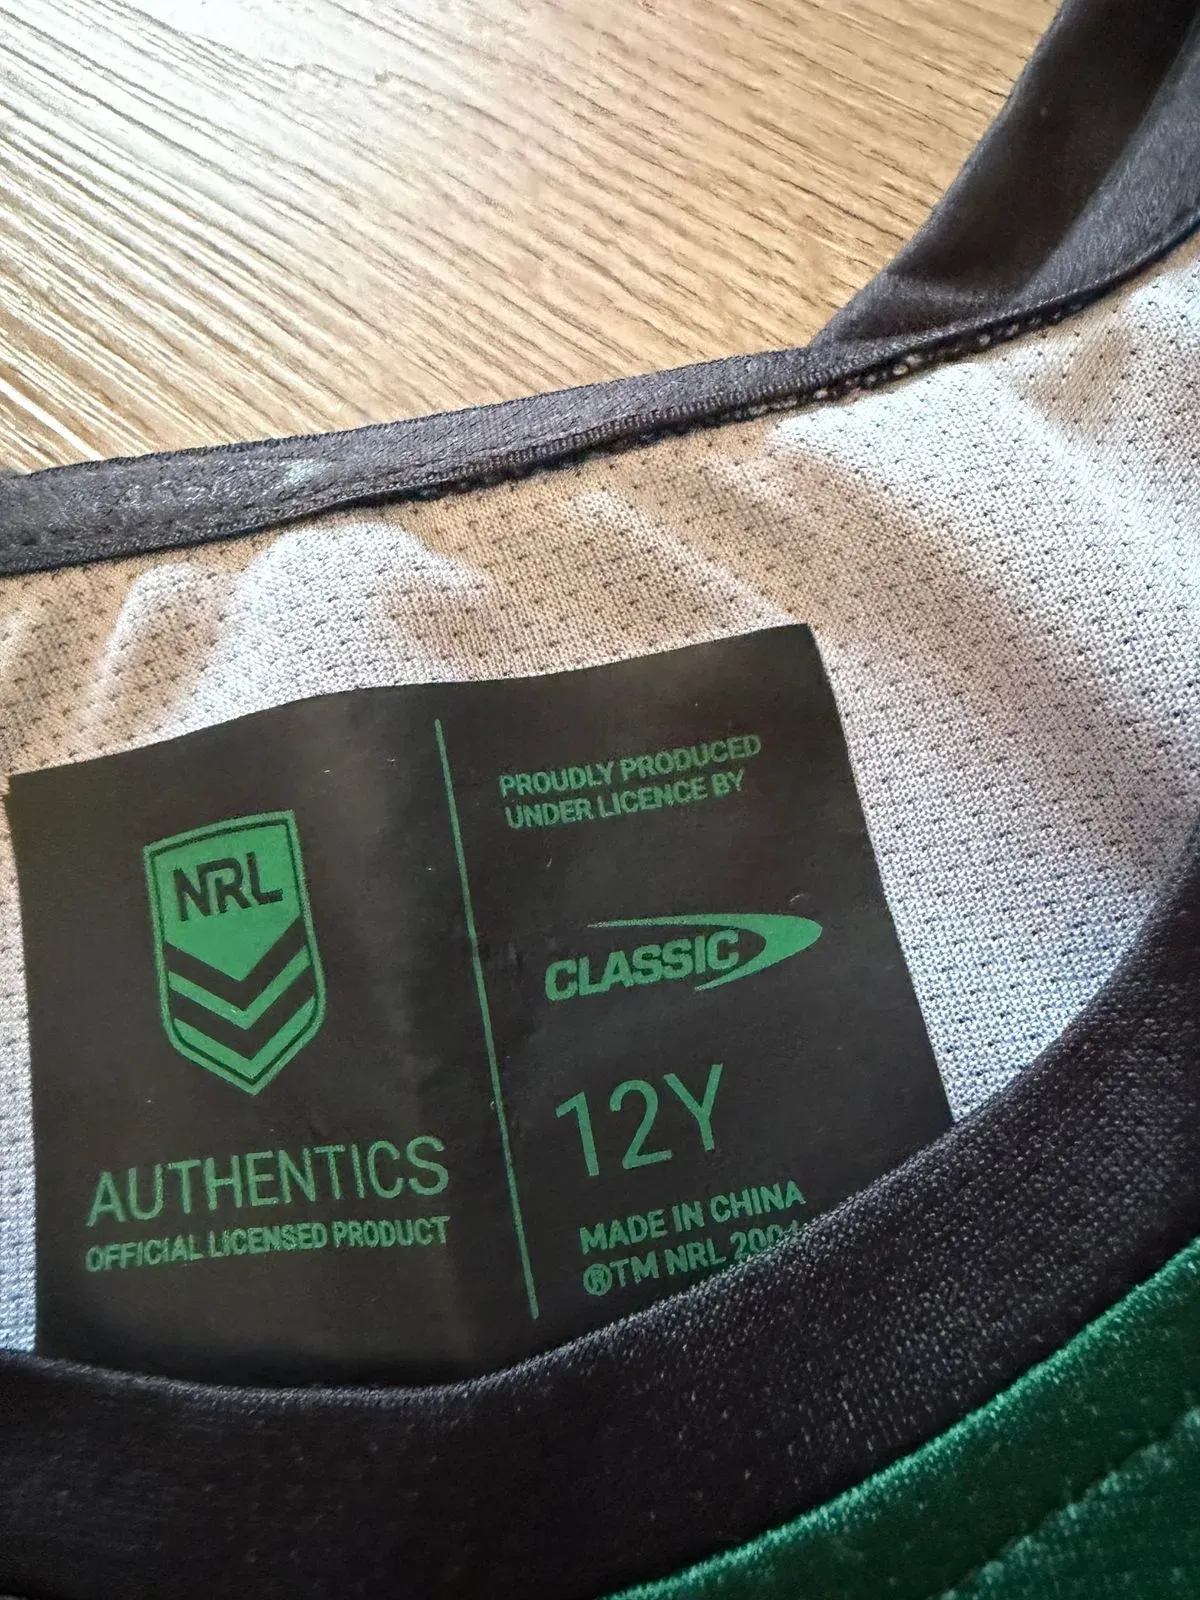 NRL
AUTHENTICS
OFFICIAL LICENSED PRODUCT
PROUDLY PRODUCED
UNDER LICENCE BY
CLASSIC
12Y
MADE IN CHINA
®TM NRL